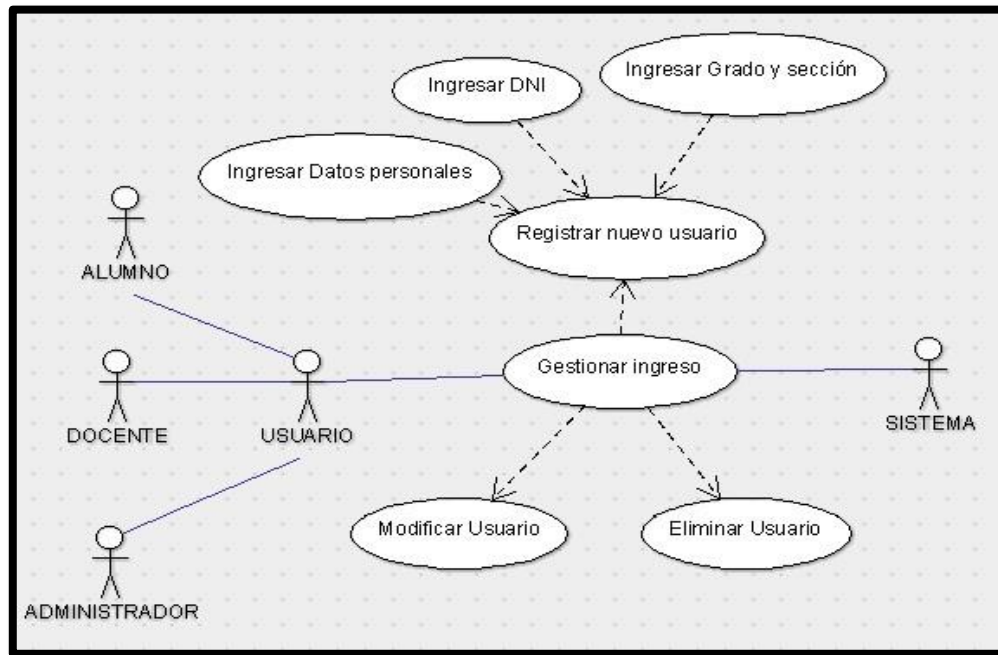 Ingresar DNI
Ingresar Grado y sección
Ingresar Datos personales
Registrar nuevo usuario
ALUMNO
Gestionar ingreso
DOCENTE
USUARIO
SISTEMA
Modificar Usuario
Eliminar Usuario
ADMINISTRADOR